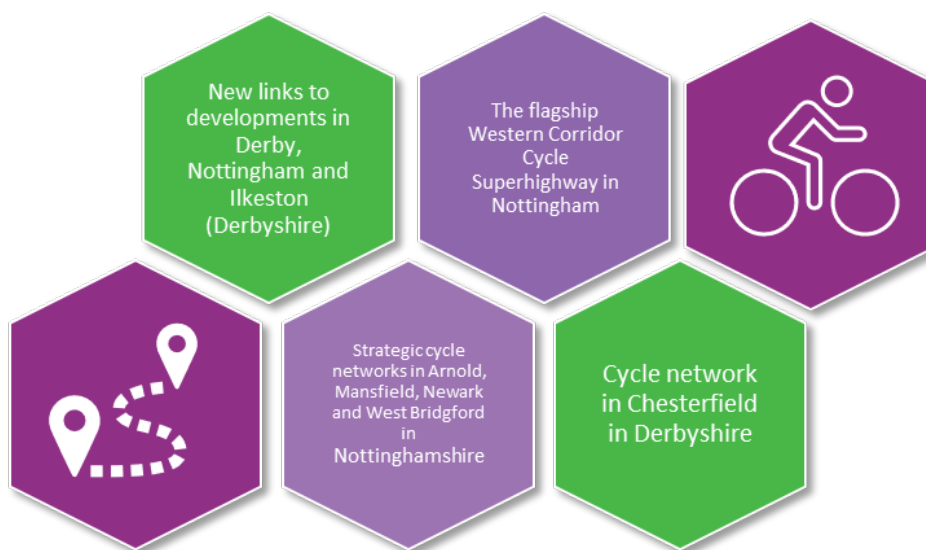 New links to
developments in
Derby,
Nottingham and
Ilkeston
(Derbyshire)
The flagship
Western Corridor
Cycle
Superhighway in
Nottingham
Strategic cycle
networks in Arnold,
Mansfield, Newark
and West Bridgford
in
Nottinghamshire
Cycle network
in Chesterfield
in Derbyshire